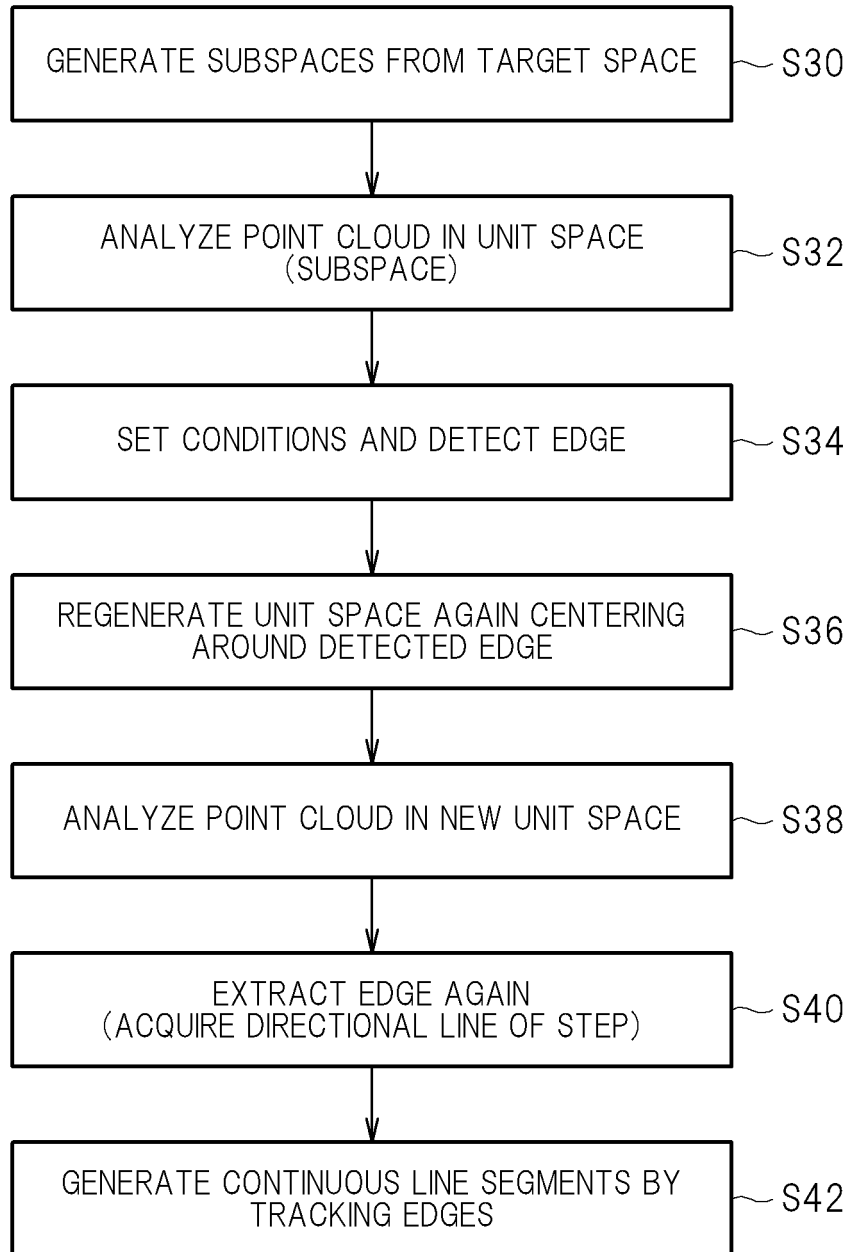 GENERATE SUBSPACES FROM TARGET SPACE
S30
ANALYZE POINT CLOUD IN UNIT SPACE
(SUBSPACE)
S32
SET CONDITIONS AND DETECT EDGE
S34
REGENERATE UNIT SPACE AGAIN CENTERING
AROUND DETECTED EDGE
S36
ANALYZE POINT CLOUD IN NEW UNIT SPACE
S38
EXTRACT EDGE AGAIN
(ACQUIRE DIRECTIONAL LINE OF STEP)
S40
GENERATE CONTINUOUS LINE SEGMENTS BY
TRACKING EDGES
S42